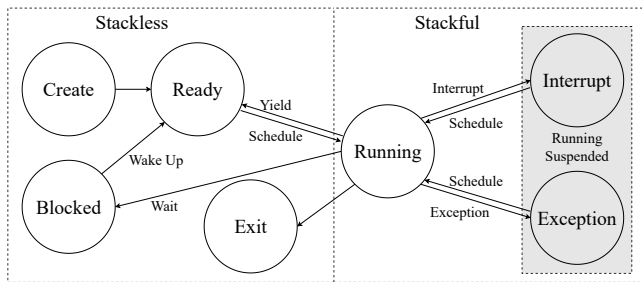 Stackless
Stackful
Create
Ready
Yield
Schedule
Running
Interrupt
Schedule
Interrupt
Running
Suspended
Wake Up
Blocked
Wait
Exit
Schedule
Exception
Exception